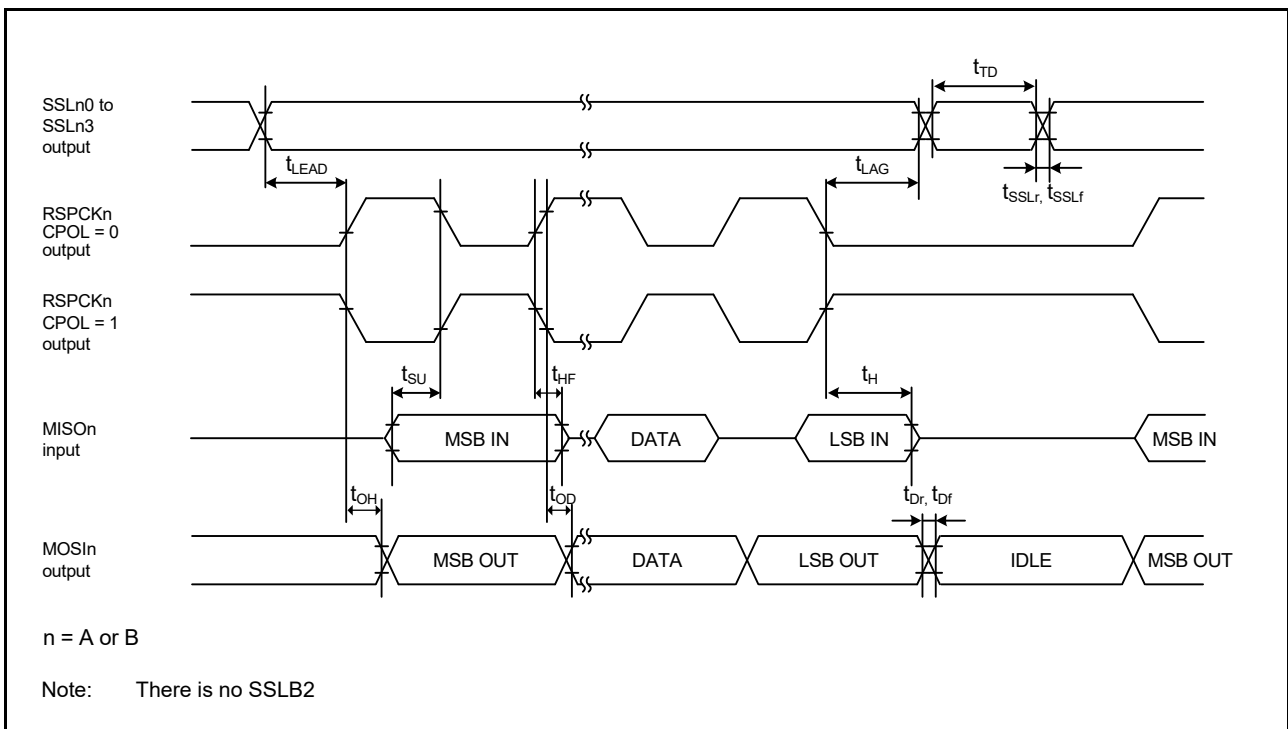 tTD
SSLn0 to
SSLn3
output
tLEAD
tLAG
tSSLr, tSSLf
RSPCKn
CPOL = 0
output
RSPCKn
CPOL = 1
output
tSU
tHF
tH
MISOn
input
MSB IN
DATA
LSB IN
MSB IN
tOH
tOD
tDr, tDf
MOSIn
output
MSB OUT
DATA
LSB OUT
IDLE
MSB OUT
n = A or B
Note: There is no SSLB2